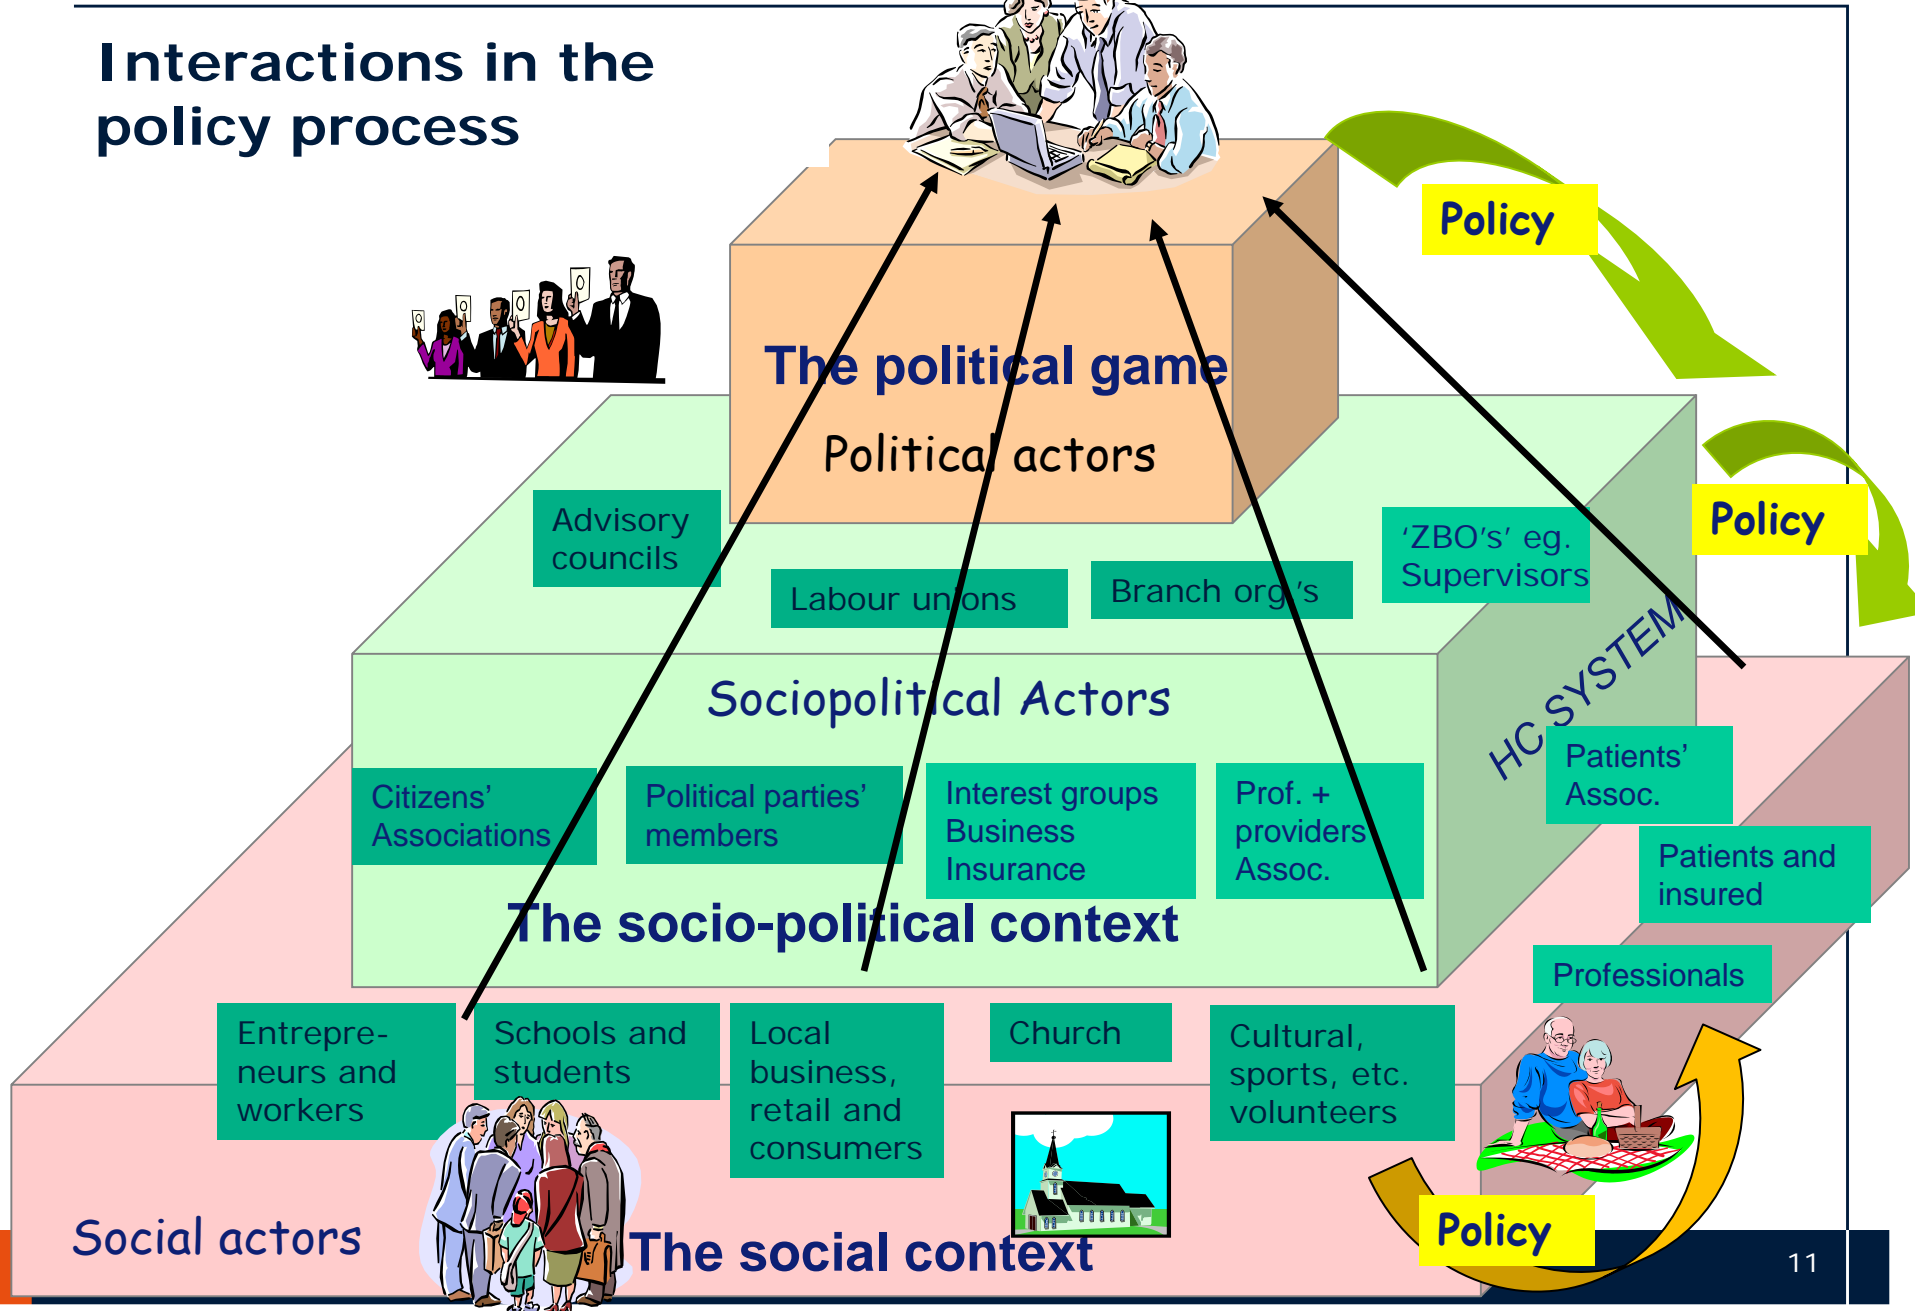 Interactions in the
policy process
Policy
The political game
Political actors
Policy
Advisory
councils
Labour unions
Branch org.'s
‘ZBO's’ eg.
Supervisors
HC SYSTEM
Sociopolitical Actors
Citizens’
Associations
Political parties’
members
Interest groups
Business
Insurance
Prof. +
providers
Assoc.
Patients’
Assoc.
Patients and
insured
The socio-political context
Professionals
Entrepre-
neurs and
workers
Schools and
students
Local
business,
retail and
consumers
Church
Cultural,
sports, etc.
volunteers
Social actors
The social context
Policy
11